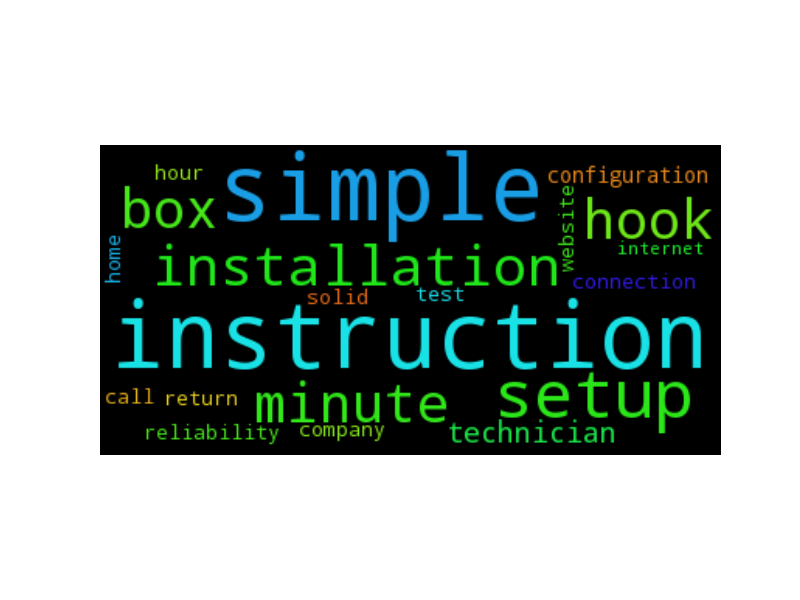 simple
hour
configuration
box
website
hook
home
installation
internet
connection
solid
test
instruction
call
return
minute
setup
reliability
company
technician